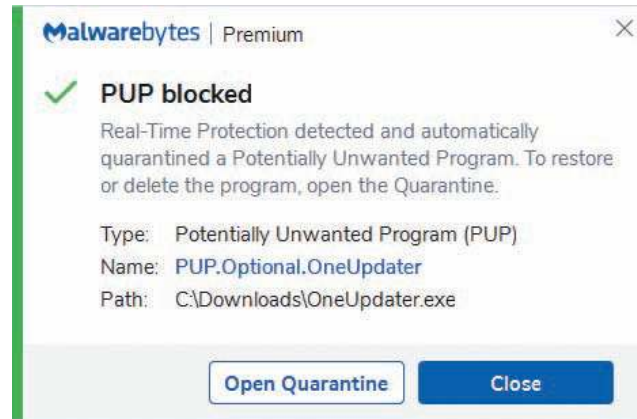 Malwarebytes | Premium
PUP blocked
Real-Time Protection detected and automatically
quarantined a Potentially Unwanted Program. To restore
or delete the program, open the Quarantine.
Type: Potentially Unwanted Program (PUP)
Name: PUP.Optional.OneUpdater
Path: C:\Downloads\OneUpdater.exe
Open Quarantine Close